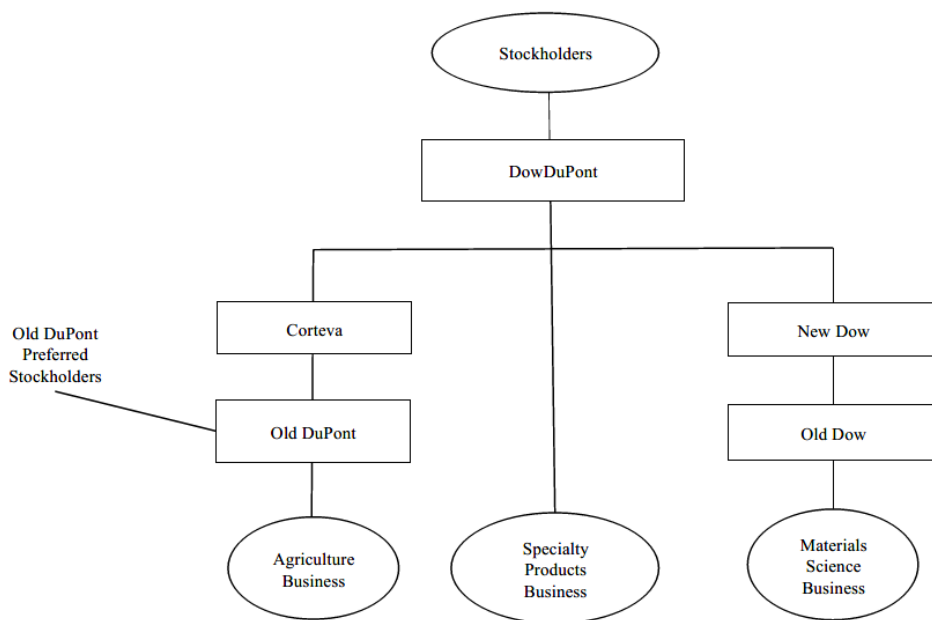 Stockholders
DowDuPont
Corteva
New Dow
Old DuPont
Preferred
Stockholders
Old DuPont
Old Dow
Agriculture
Business
Specialty
Products
Business
Materials
Science
Business